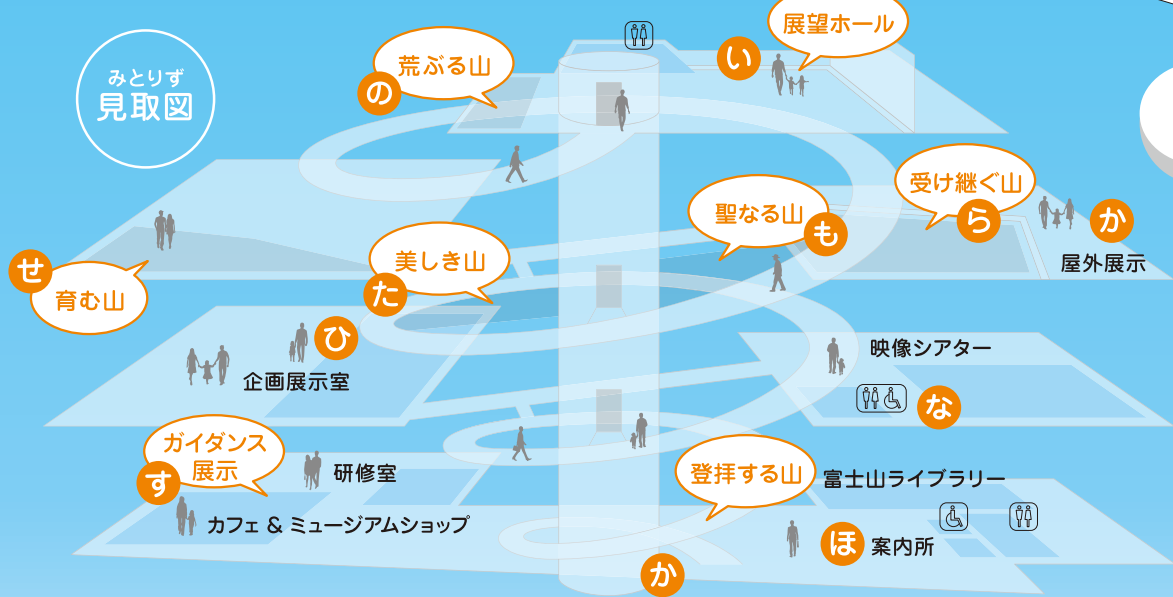 みとりず
見取図
展望ホール
い
荒ぶる山
の
受け継ぐ山
ら
か
屋外展示
聖なる山
も
美しき山
た
せ
育む山
ひ
企画展示室
映像シアター
な
ガイダンス
展示
す
研修室
カフェ & ミュージアムショップ
登拝する山
富士山ライブラリー
ほ
案内所
か